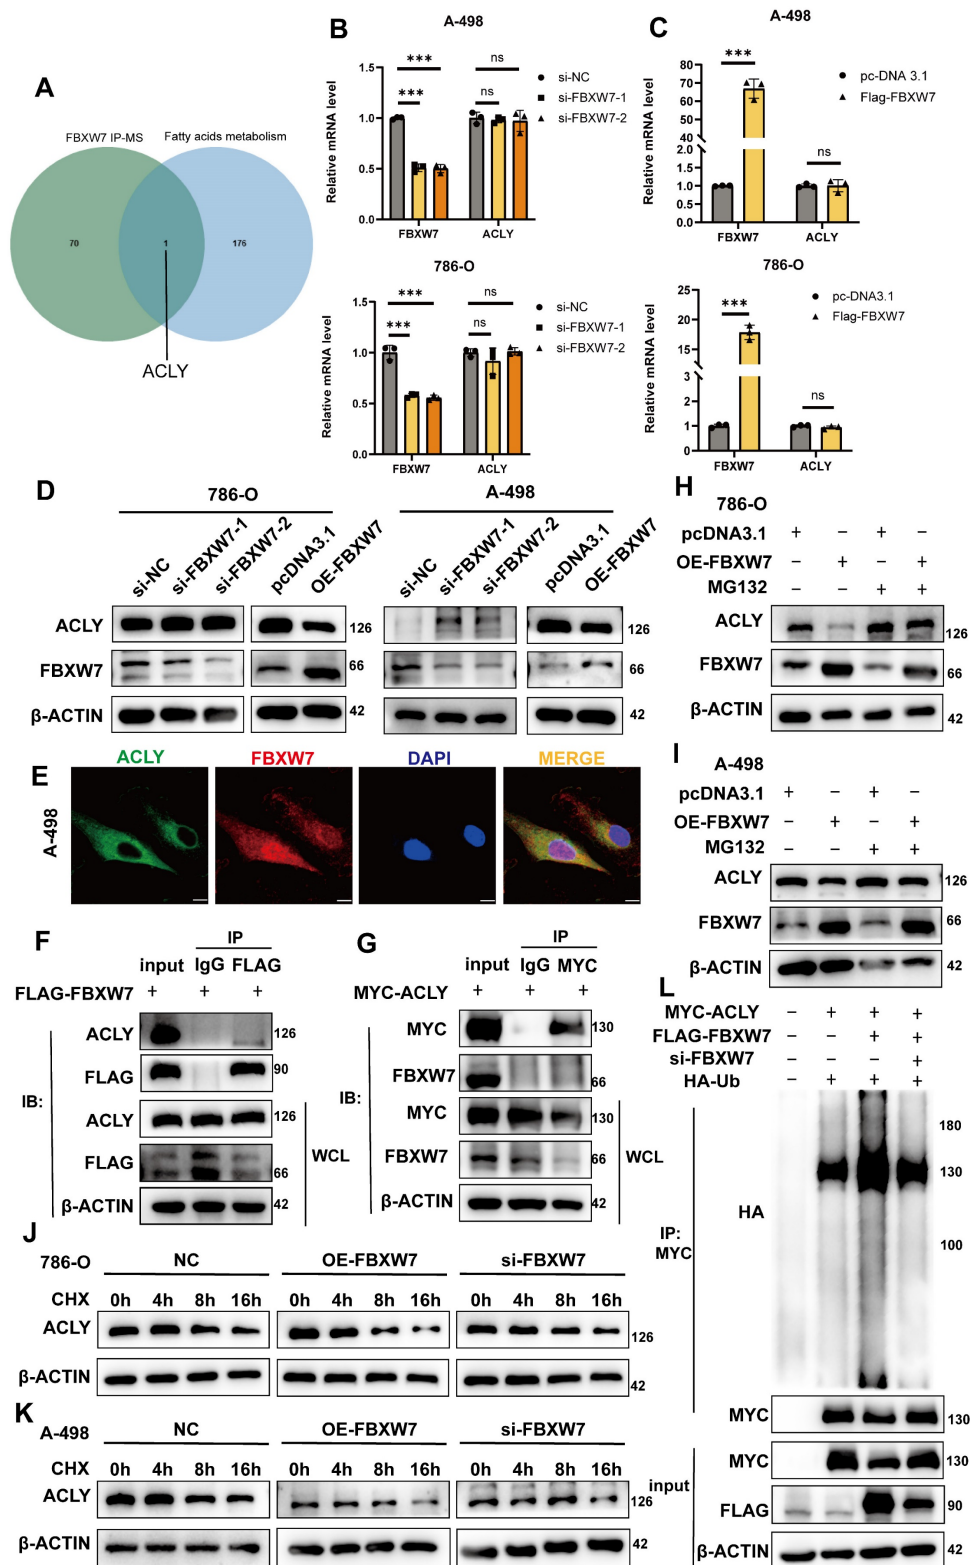 A
FBXW7 IP-MS
Fatty acids metabolism
70
1
176
ACLY
B
A-498
Relative mRNA level
1.5
1.0
0.5
0.0
***
***
ns
ns
FBXW7
ACLY
si-NC
si-FBXW7-1
si-FBXW7-2
786-O
Relative mRNA level
1.5
1.0
0.5
0.0
***
***
ns
ns
FBXW7
ACLY
si-NC
si-FBXW7-1
si-FBXW7-2
C
A-498
Relative mRNA level
80
70
60
50
40
2.0
1.5
1.0
0.5
0.0
***
ns
FBXW7
ACLY
pc-DNA 3.1
Flag-FBXW7
786-O
Relative mRNA level
25
20
15
3
2
1
0
***
ns
FBXW7
ACLY
pc-DNA3.1
Flag-FBXW7
D
786-O
A-498
si-NC
si-FBXW7-1
si-FBXW7-2
pcDNA3.1
OE-FBXW7
si-NC
si-FBXW7-1
si-FBXW7-2
pcDNA3.1
OE-FBXW7
ACLY
126
126
FBXW7
66
66
β-ACTIN
42
42
E
ACLY
FBXW7
DAPI
MERGE
A-498
F
IP
input IgG FLAG
FLAG-FBXW7 + + +
IB:
ACLY 126
FLAG 90
ACLY 126
FLAG 66
β-ACTIN 42
WCL
G
IP
input IgG MYC
MYC-ACLY + + +
IB:
MYC 130
FBXW7 66
MYC 130
FBXW7 66
β-ACTIN 42
WCL
H
786-O
pcDNA3.1 + − + −
OE-FBXW7 − + − +
MG132 − − + +
ACLY 126
FBXW7 66
β-ACTIN 42
I
A-498
pcDNA3.1 + − + −
OE-FBXW7 − + − +
MG132 − − + +
ACLY 126
FBXW7 66
β-ACTIN 42
J
786-O
NC
OE-FBXW7
si-FBXW7
CHX 0h 4h 8h 16h 0h 4h 8h 16h 0h 4h 8h 16h
ACLY 126
β-ACTIN 42
K
A-498
NC
OE-FBXW7
si-FBXW7
CHX 0h 4h 8h 16h 0h 4h 8h 16h 0h 4h 8h 16h
ACLY 126
β-ACTIN 42
L
MYC-ACLY − + + +
FLAG-FBXW7 − − + +
si-FBXW7 − − − +
HA-Ub − + + +
180
130
100
HA
IP:
MYC
MYC 130
input
MYC 130
FLAG 90
β-ACTIN 42